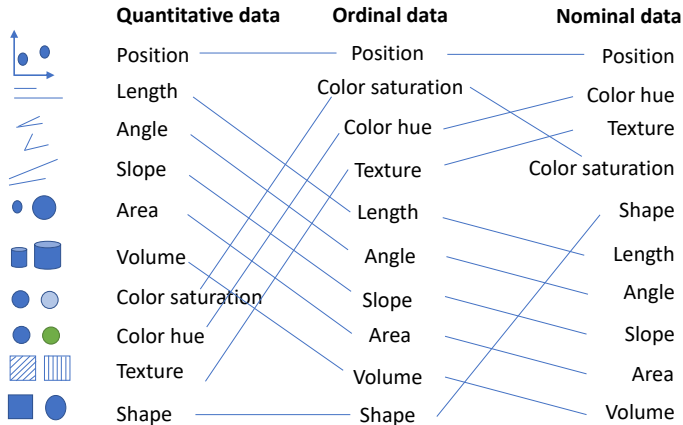 Quantitative data
Position
Length
Angle
Slope
Area
Volume
Color saturation
Color hue
Texture
Shape
Ordinal data
Position
Color saturation
Color hue
Texture
Length
Angle
Slope
Area
Volume
Shape
Nominal data
Position
Color hue
Texture
Color saturation
Shape
Length
Angle
Slope
Area
Volume